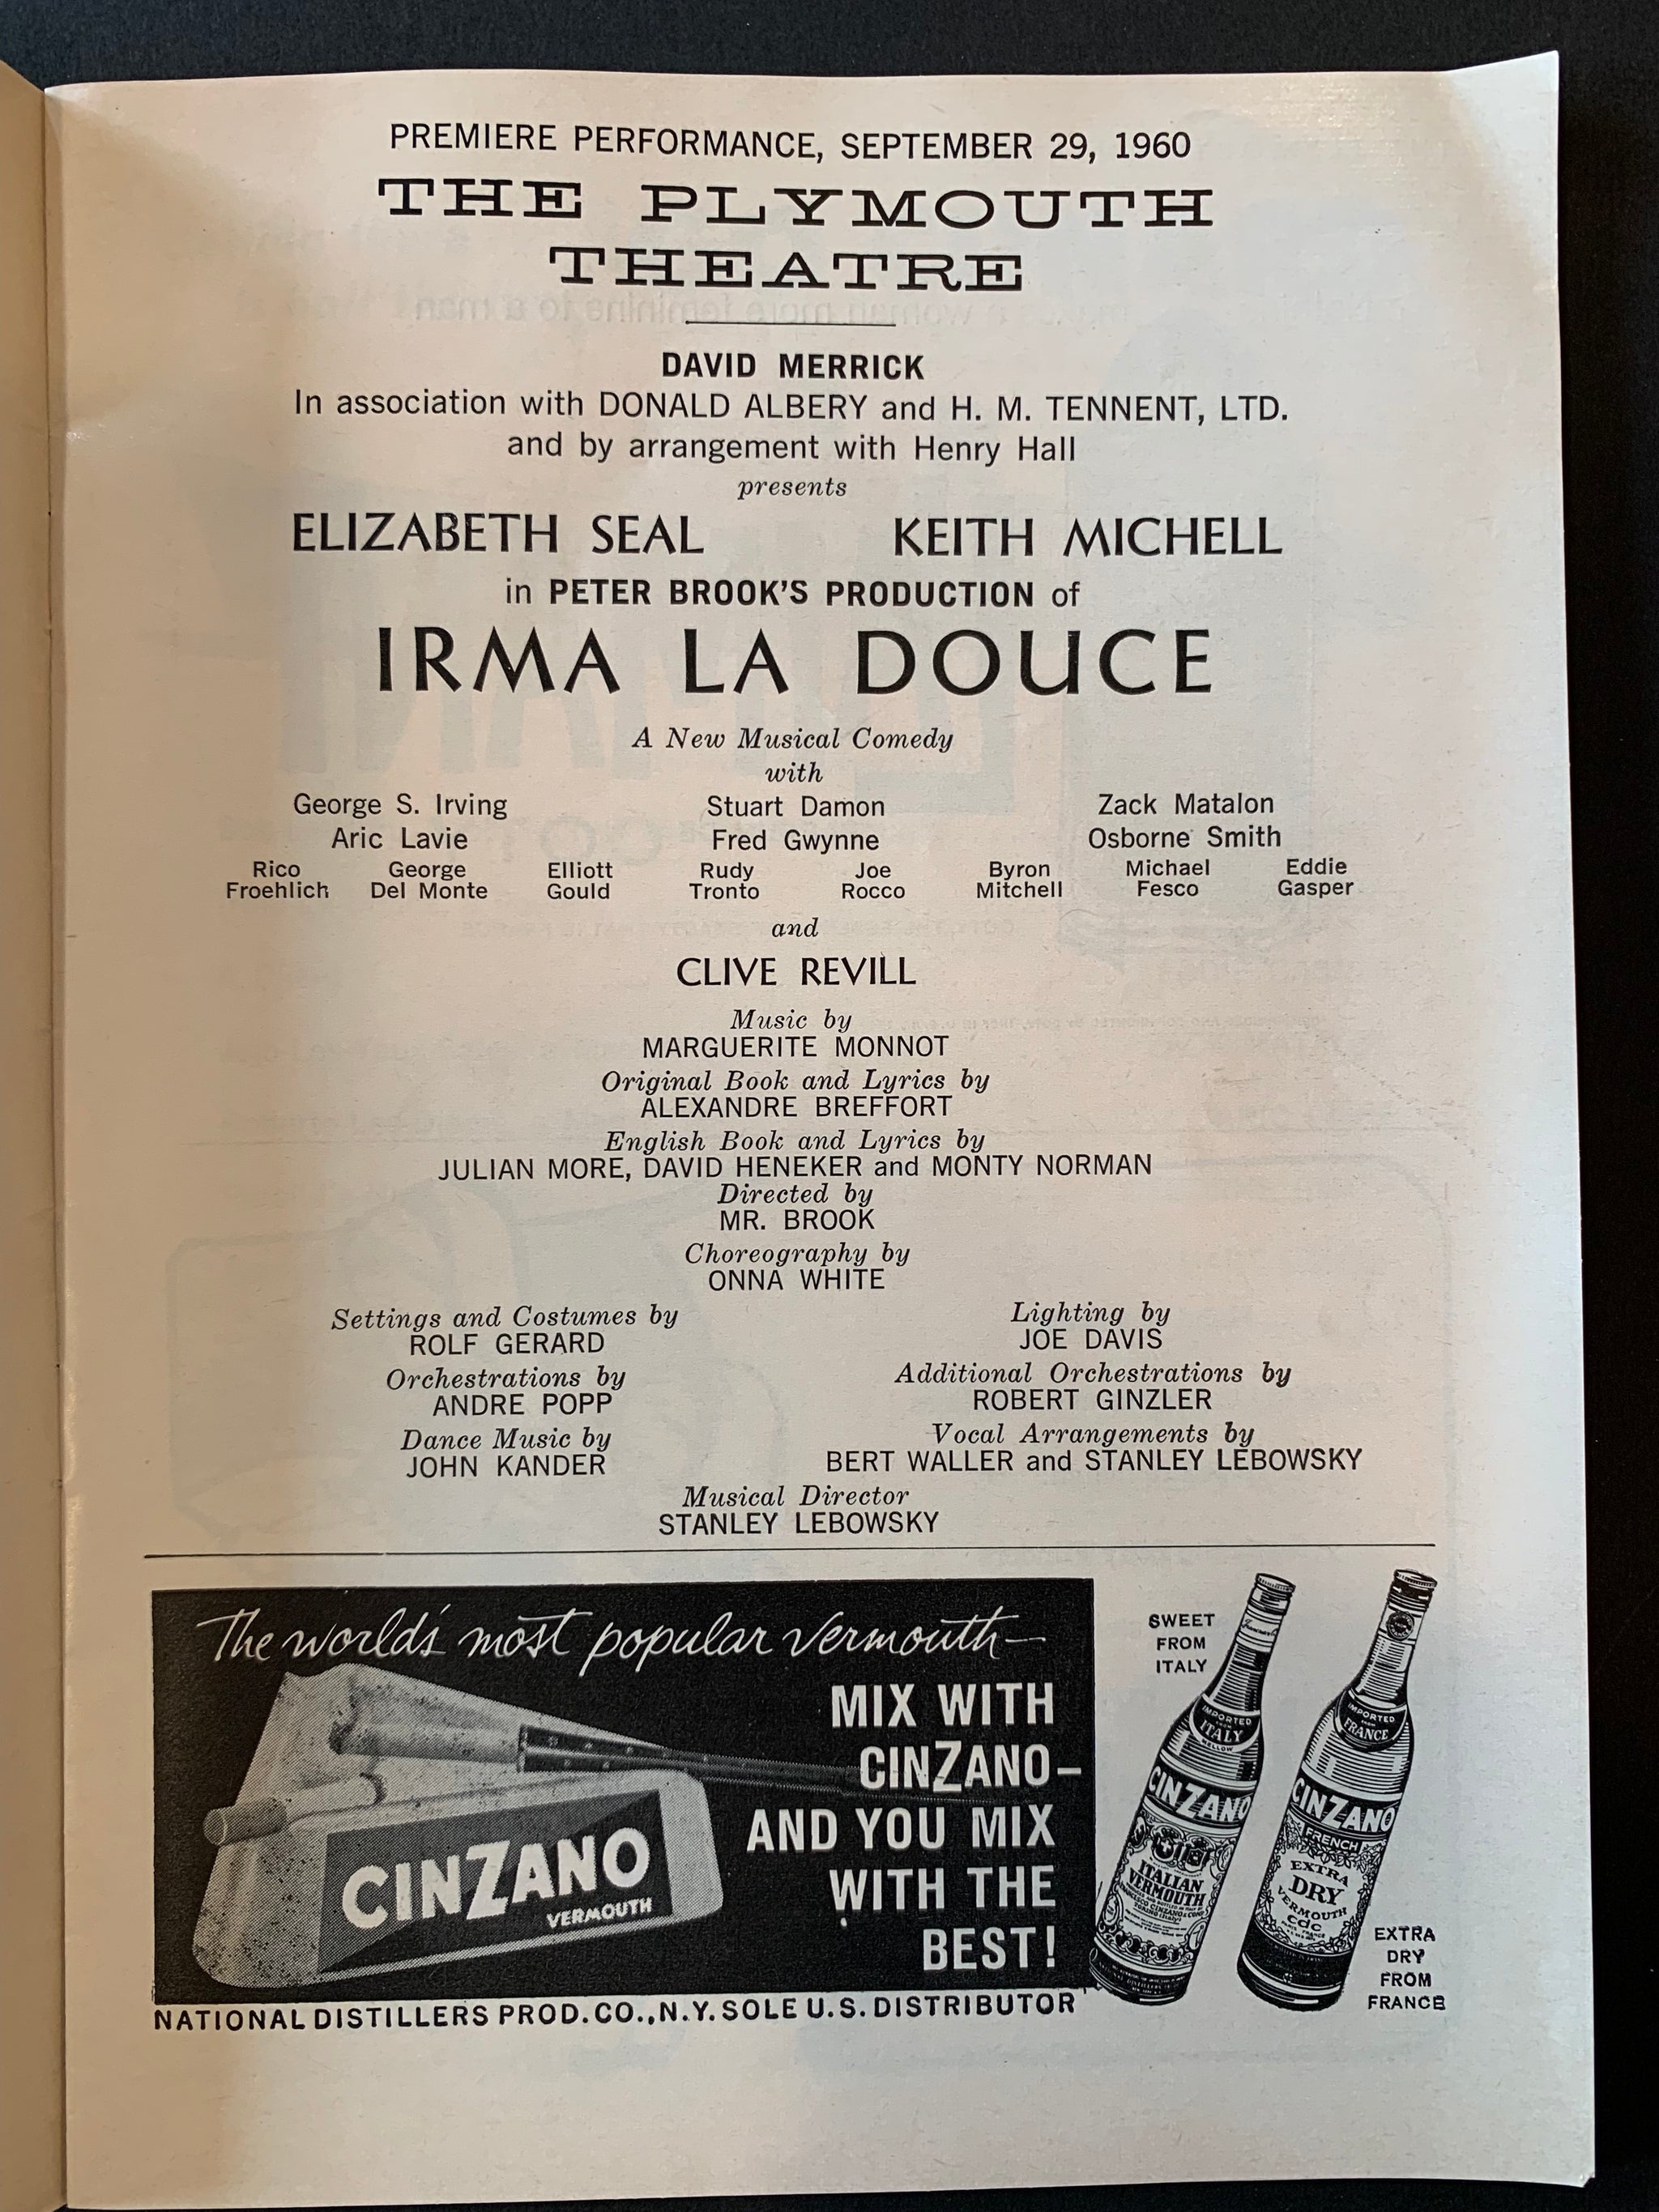 PREMIERE PERFORMANCE, SEPTEMBER 29, 1960
THE PLYMOUTH
THEATRE
DAVID MERRICK
In association with DONALD ALBERY and H. M. TENNENT, LTD.
and by arrangement with Henry Hall
presents
ELIZABETH SEAL KEITH MICHELL
in PETER BROOK'S PRODUCTION of
IRMA LA DOUCE
A New Musical Comedy
with
George S. Irving Stuart Damon Zack Matalon
Aric Lavie Fred Gwynne Osborne Smith
Rico George Elliott Rudy Joe Byron Michael Eddie
Froehlich Del Monte Gould Tronto Rocco Mitchell Fesco Gasper
and
CLIVE REVILL
Music by
MARGUERITE MONNOT
Original Book and Lyrics by
ALEXANDRE BREFFORT
English Book and Lyrics by
JULIAN MORE, DAVID HENEKER and MONTY NORMAN
Directed by
MR. BROOK
Choreography by
ONNA WHITE
Settings and Costumes by Lighting by
ROLF GERARD JOE DAVIS
Orchestrations by Additional Orchestrations by
ANDRE POPP ROBERT GINZLER
Dance Music by Vocal Arrangements by
JOHN KANDER BERT WALLER and STANLEY LEBOWSKY
Musical Director
STANLEY LEBOWSKY
The world's most popular vermouth—
MIX WITH
CINZANO–
AND YOU MIX
WITH THE
BEST!
CINZANO
VERMOUTH
SWEET
FROM
ITALY
IMPORTED
FROM
ITALY
MELLOW
CINZANO
ITALIAN
VERMOUTH
IMPORTED
FROM
FRANCE
CINZANO
FRENCH
EXTRA
DRY
VERMOUTH
cdc
EXTRA
DRY
FROM
FRANCE
NATIONAL DISTILLERS PROD. CO., N.Y. SOLE U.S. DISTRIBUTOR